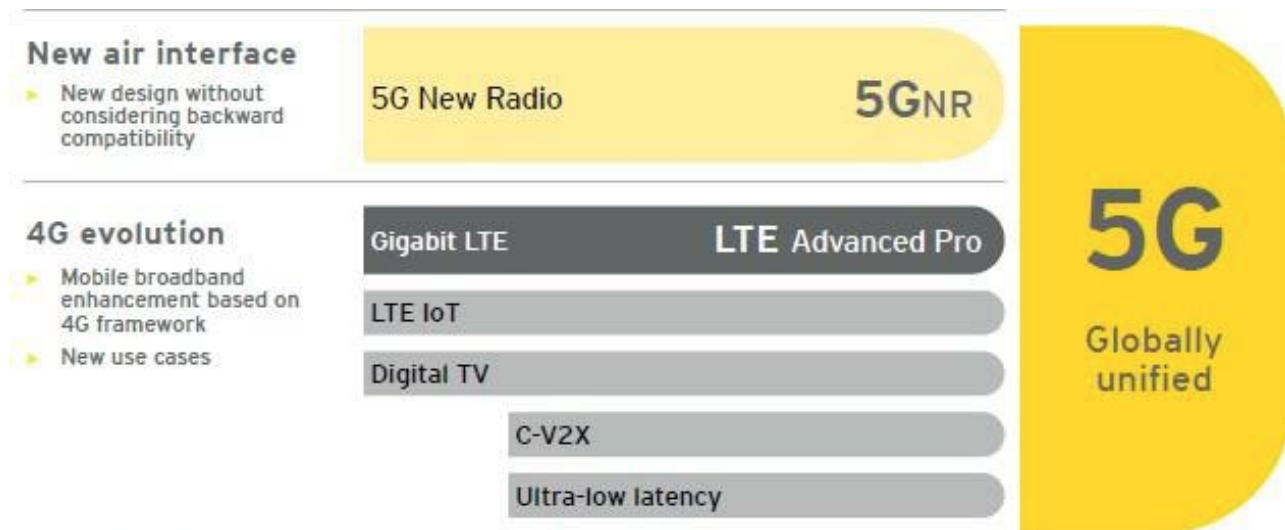 New air interface
► New design without
considering backward
compatibility
5G New Radio
5GNR
4G evolution
► Mobile broadband
enhancement based on
4G framework
► New use cases
Gigabit LTE
LTE Advanced Pro
LTE IoT
Digital TV
C-V2X
Ultra-low latency
5G
Globally
unified